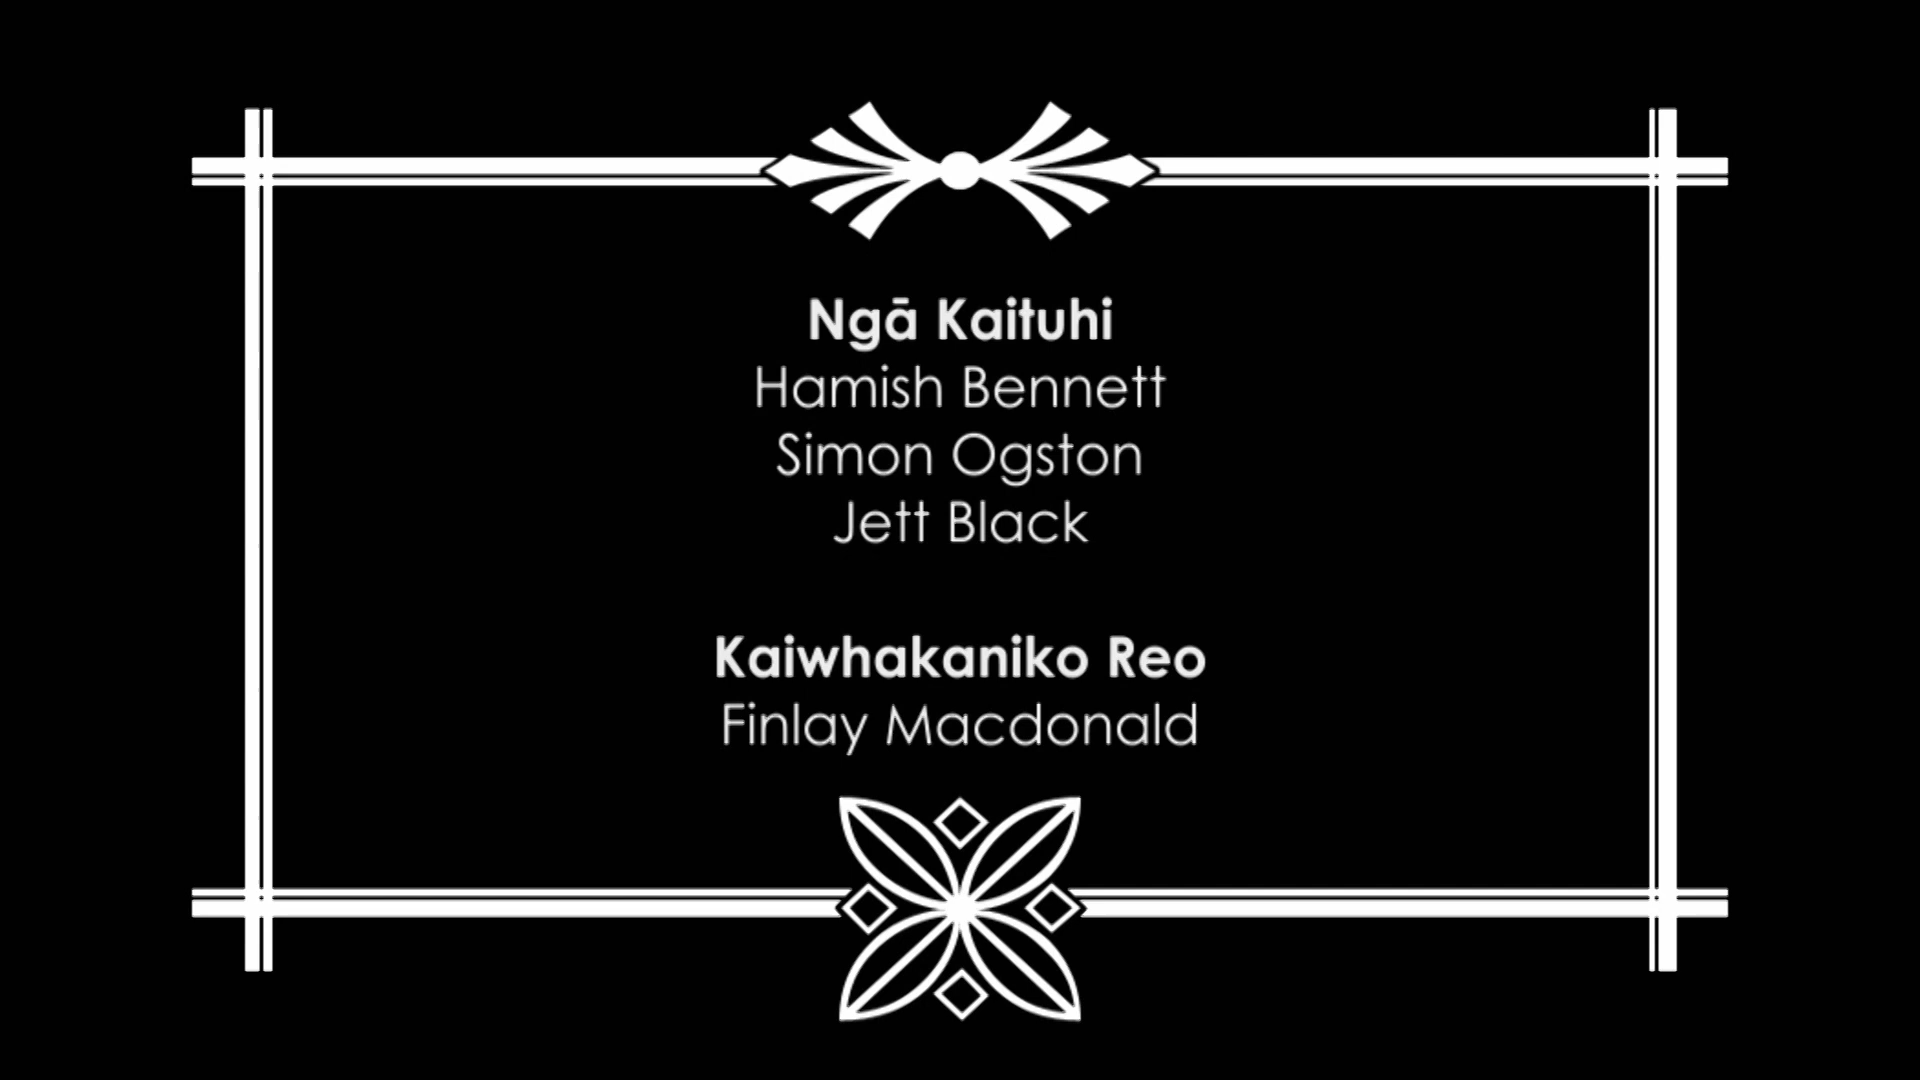 Ngā Kaituhi
Hamish Bennett
Simon Ogston
Jett Black
Kaiwhakaniko Reo
Finlay Macdonald